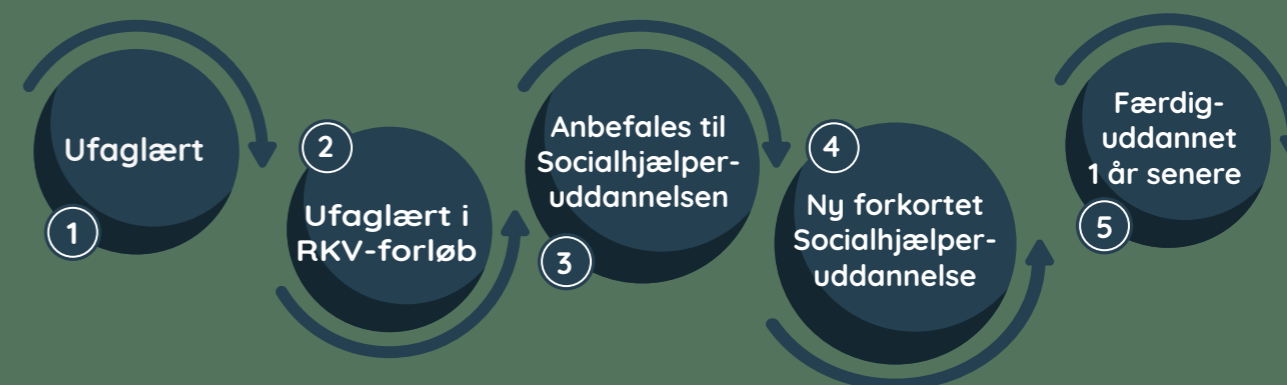 Ufaglært
1
2
Ufaglært i
RKV-forløb
Anbefales til
Socialhjælper-
uddannelsen
3
4
Ny forkortet
Socialhjælper-
uddannelse
Færdig-
uddannet
1 år senere
5